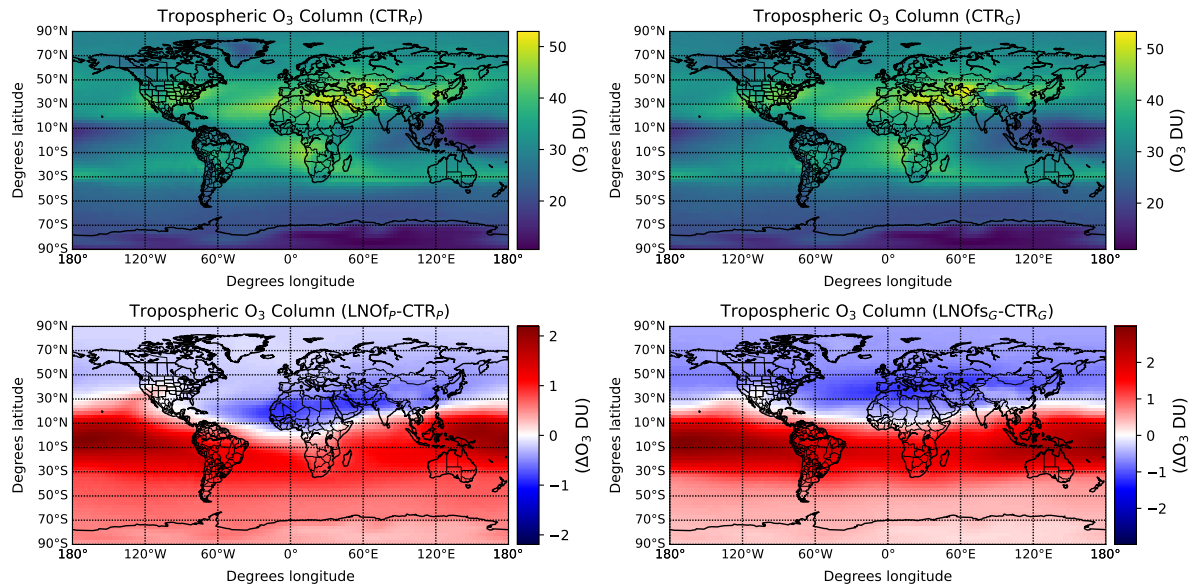 Tropospheric O₃ Column (CTR_P)
90°N
70°N
50°N
30°N
10°N
10°S
30°S
50°S
70°S
90°S
Degrees latitude
180° 120°W 60°W 0° 60°E 120°E 180°
Degrees longitude
50
40
30
20
(O₃ DU)
Tropospheric O₃ Column (CTR_G)
90°N
70°N
50°N
30°N
10°N
10°S
30°S
50°S
70°S
90°S
Degrees latitude
180° 120°W 60°W 0° 60°E 120°E 180°
Degrees longitude
50
40
30
20
(O₃ DU)
Tropospheric O₃ Column (LNOf_P-CTR_P)
90°N
70°N
50°N
30°N
10°N
10°S
30°S
50°S
70°S
90°S
Degrees latitude
180° 120°W 60°W 0° 60°E 120°E 180°
Degrees longitude
2
1
0
−1
−2
(ΔO₃ DU)
Tropospheric O₃ Column (LNOfs_G-CTR_G)
90°N
70°N
50°N
30°N
10°N
10°S
30°S
50°S
70°S
90°S
Degrees latitude
180° 120°W 60°W 0° 60°E 120°E 180°
Degrees longitude
2
1
0
−1
−2
(ΔO₃ DU)